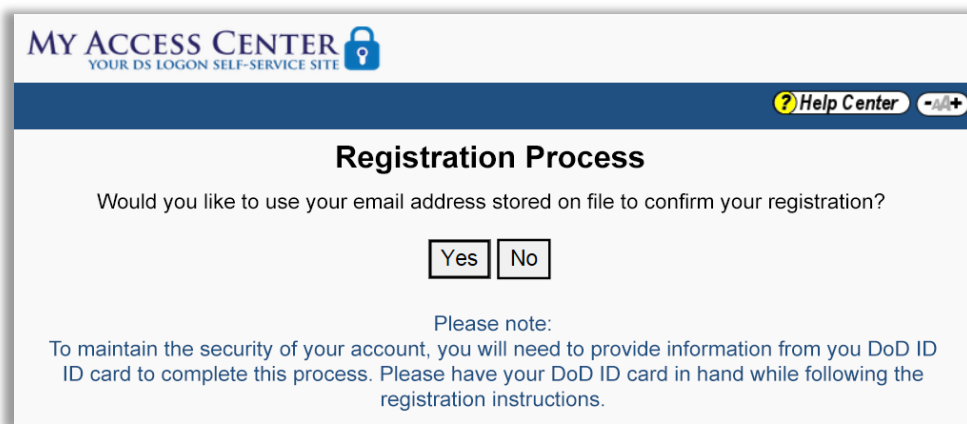 MY ACCESS CENTER
YOUR DS LOGON SELF-SERVICE SITE
? Help Center -AA+
Registration Process
Would you like to use your email address stored on file to confirm your registration?
Yes No
Please note:
To maintain the security of your account, you will need to provide information from you DoD ID
ID card to complete this process. Please have your DoD ID card in hand while following the
registration instructions.